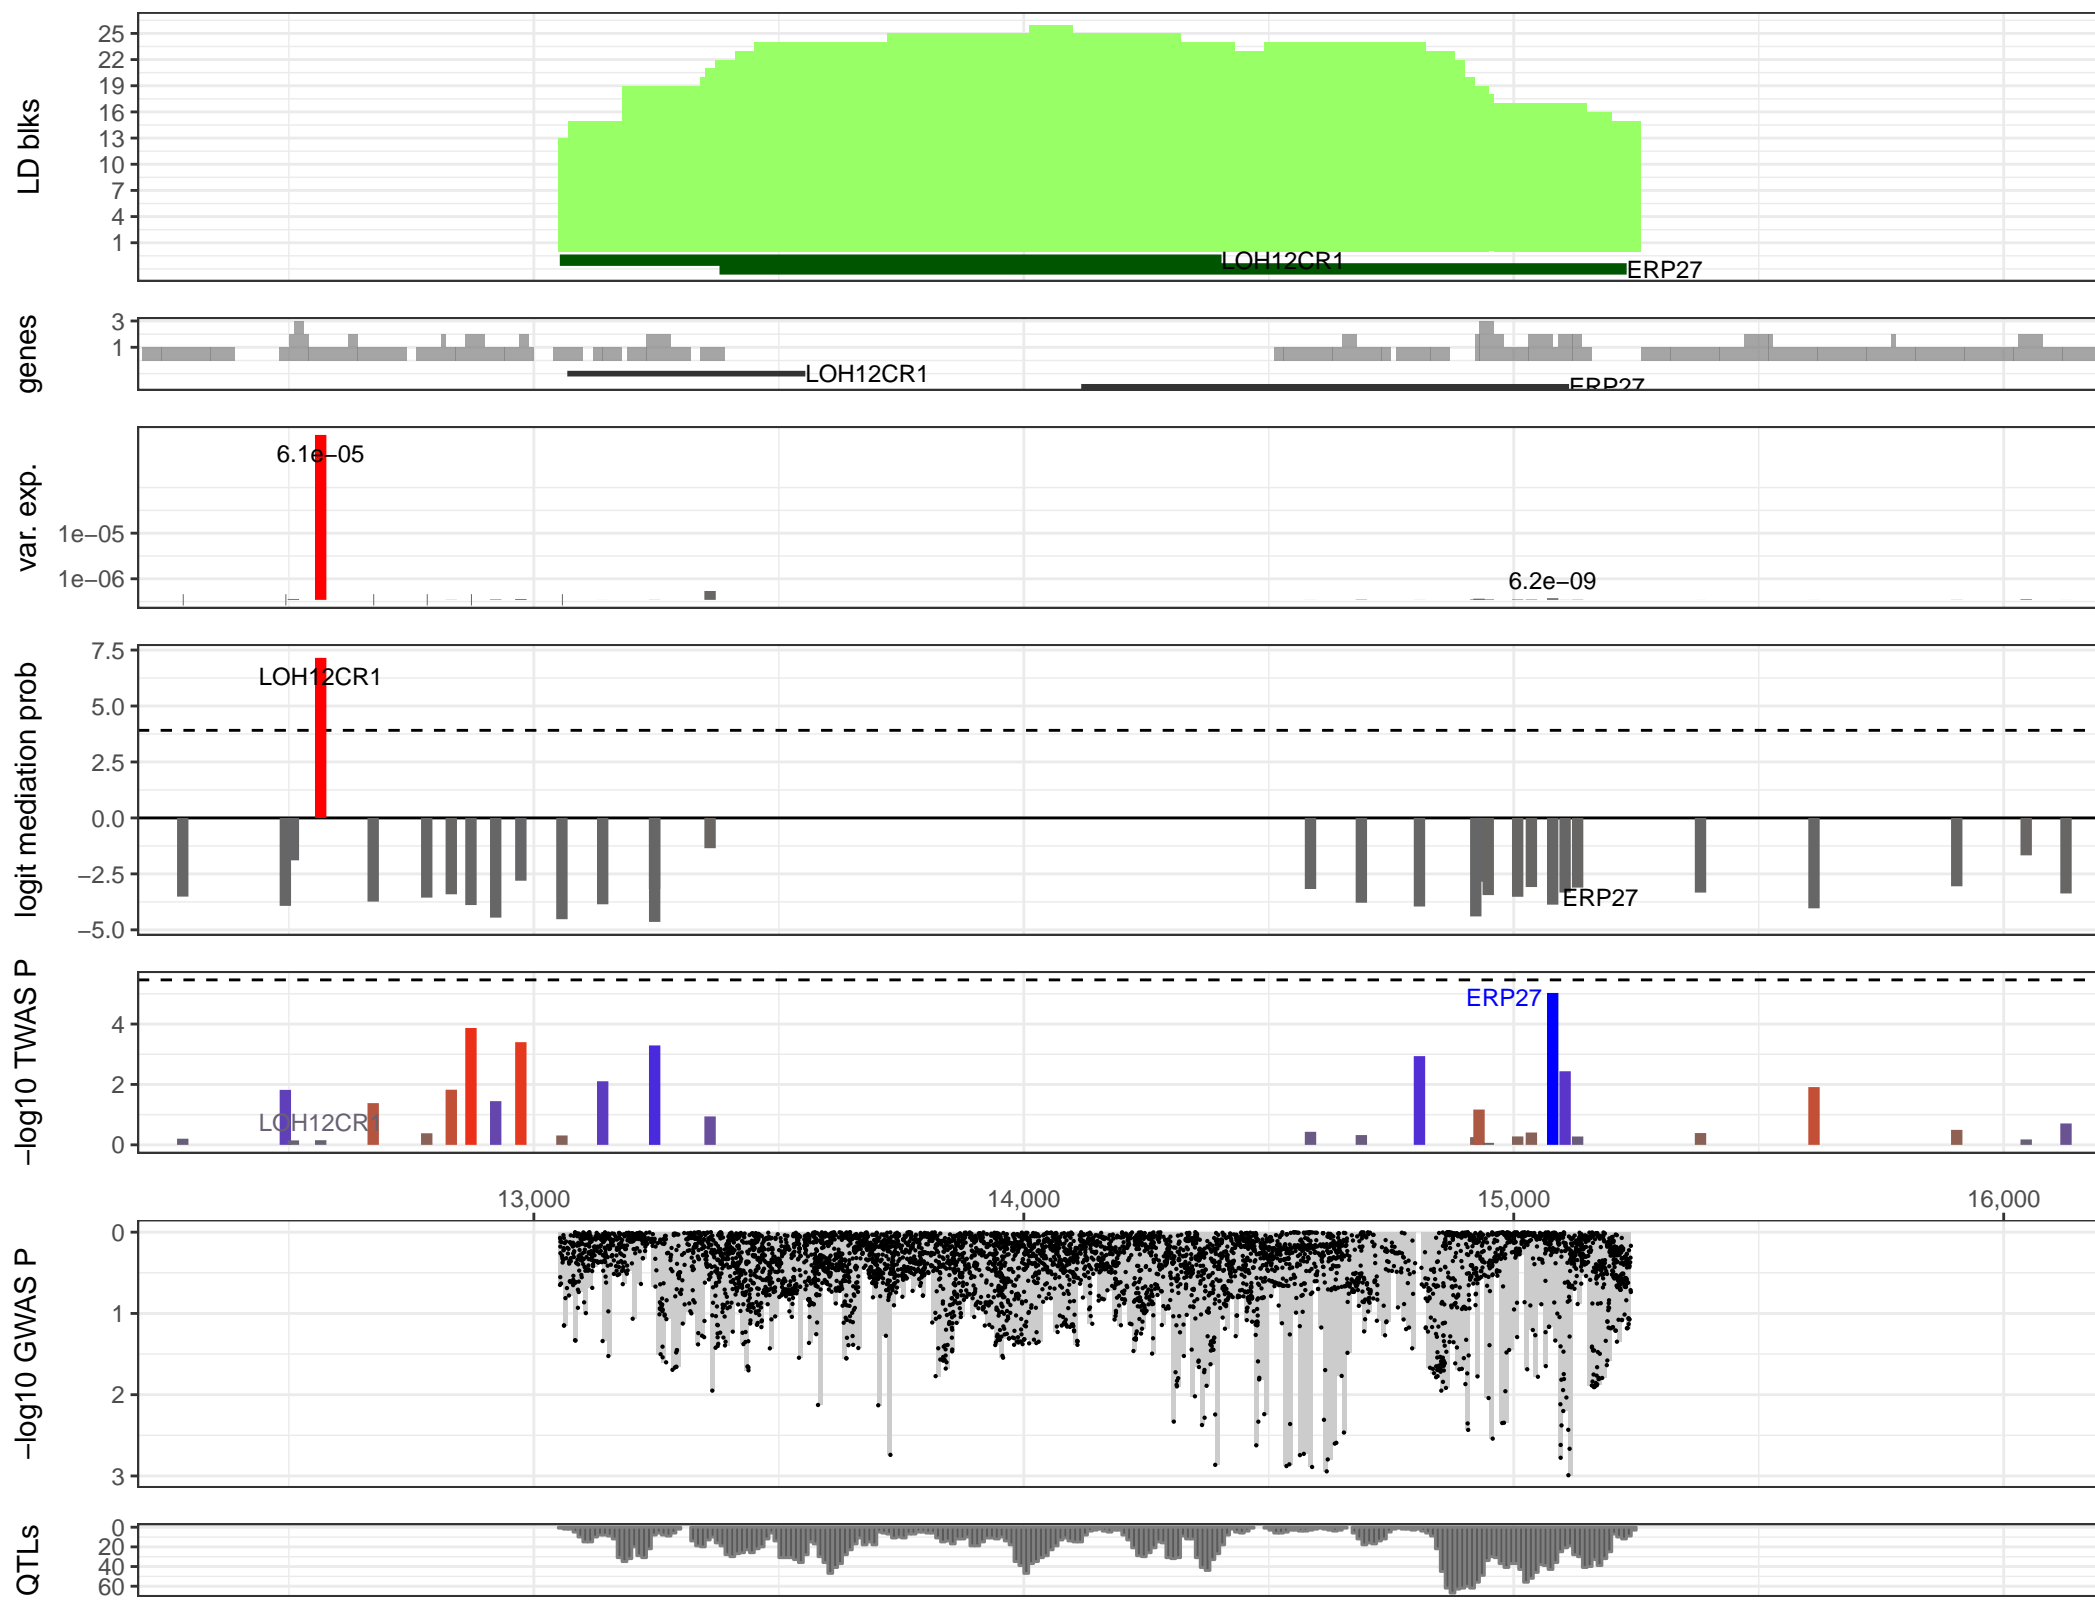 LD blks
25
22
19
16
13
10
7
4
1
LOH12CR1
ERP27
genes
3
1
LOH12CR1
ERP27
var. exp.
6.1e−05
1e−05
1e−06
6.2e−09
logit mediation prob
7.5
LOH12CR1
5.0
2.5
0.0
−2.5
ERP27
−5.0
−log10 TWAS P
ERP27
4
2
LOH12CR1
0
13,000 14,000 15,000 16,000
−log10 GWAS P
0
1
2
3
QTLs
0
20
40
60